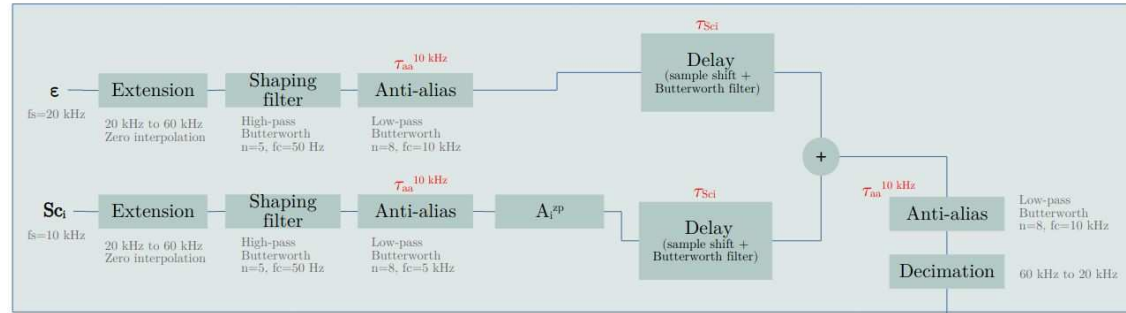 τSci
Delay
(sample shift +
Butterworth filter)
τaa10 kHz
ε
Extension
Shaping
filter
Anti-alias
fs=20 kHz
20 kHz to 60 kHz
Zero interpolation
High-pass
Butterworth
n=5, fc=50 Hz
Low-pass
Butterworth
n=8, fc=10 kHz
+
τaa10 kHz
τSci
Sci
Extension
Shaping
filter
Anti-alias
Aizp
Delay
(sample shift +
Butterworth filter)
fs=10 kHz
20 kHz to 60 kHz
Zero interpolation
High-pass
Butterworth
n=5, fc=50 Hz
Low-pass
Butterworth
n=8, fc=5 kHz
τaa10 kHz
Anti-alias
Low-pass
Butterworth
n=8, fc=10 kHz
Decimation
60 kHz to 20 kHz